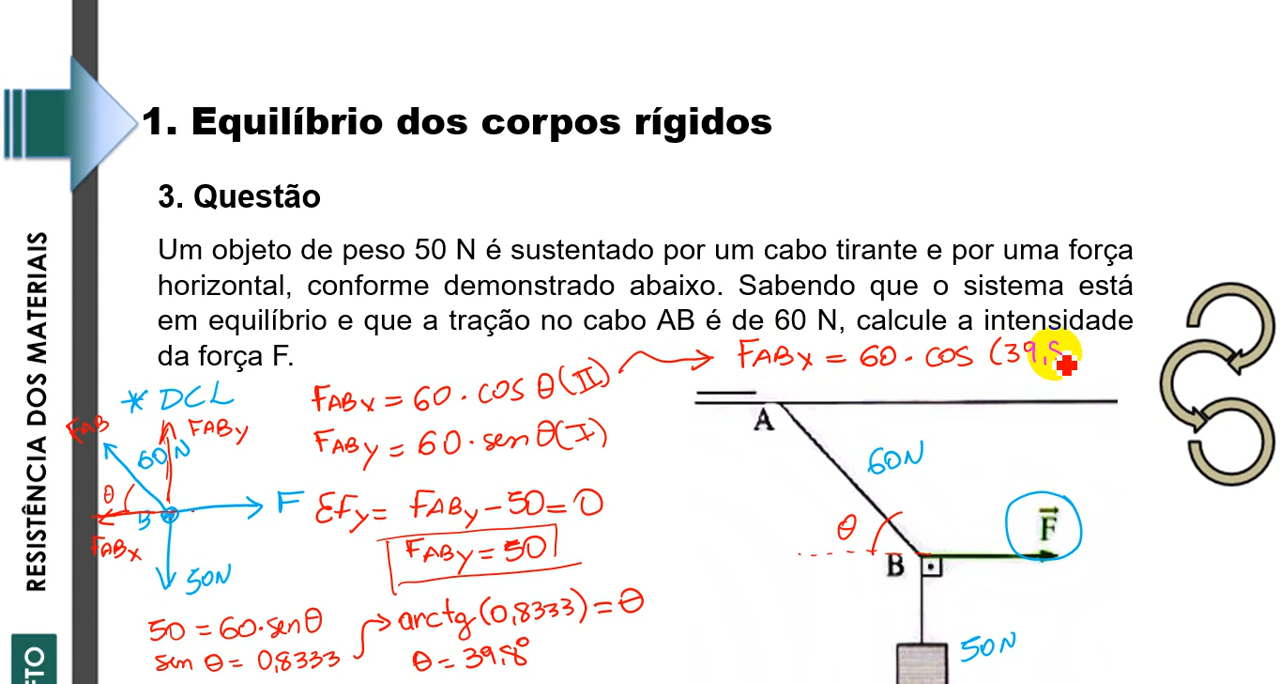 1. Equilíbrio dos corpos rígidos
3. Questão
Um objeto de peso 50 N é sustentado por um cabo tirante e por uma força
horizontal, conforme demonstrado abaixo. Sabendo que o sistema está
em equilíbrio e que a tração no cabo AB é de 60 N, calcule a intensidade
da força F.
FABx = 60 . cos (39,8
* DCL
FABx = 60 . cos θ (II)
FABy = 60 . sen θ (I)
FAB
FABy
60N
θ
B
F
FABx
50N
Σfy = FABy - 50 = 0
FABy = 50
50 = 60.senθ
sen θ = 0,8333
arctg (0,8333) = θ
θ = 39,8°
A
60N
θ
F
B
50N
RESISTÊNCIA DOS MATERIAIS
ETO